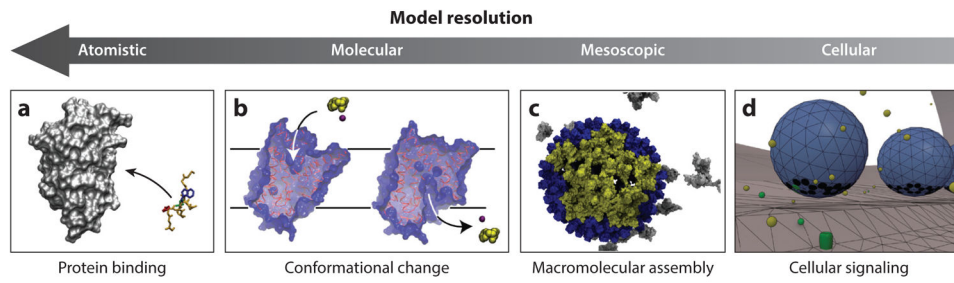 Model resolution
Atomistic Molecular Mesoscopic Cellular
a b c d
Protein binding Conformational change Macromolecular assembly Cellular signaling